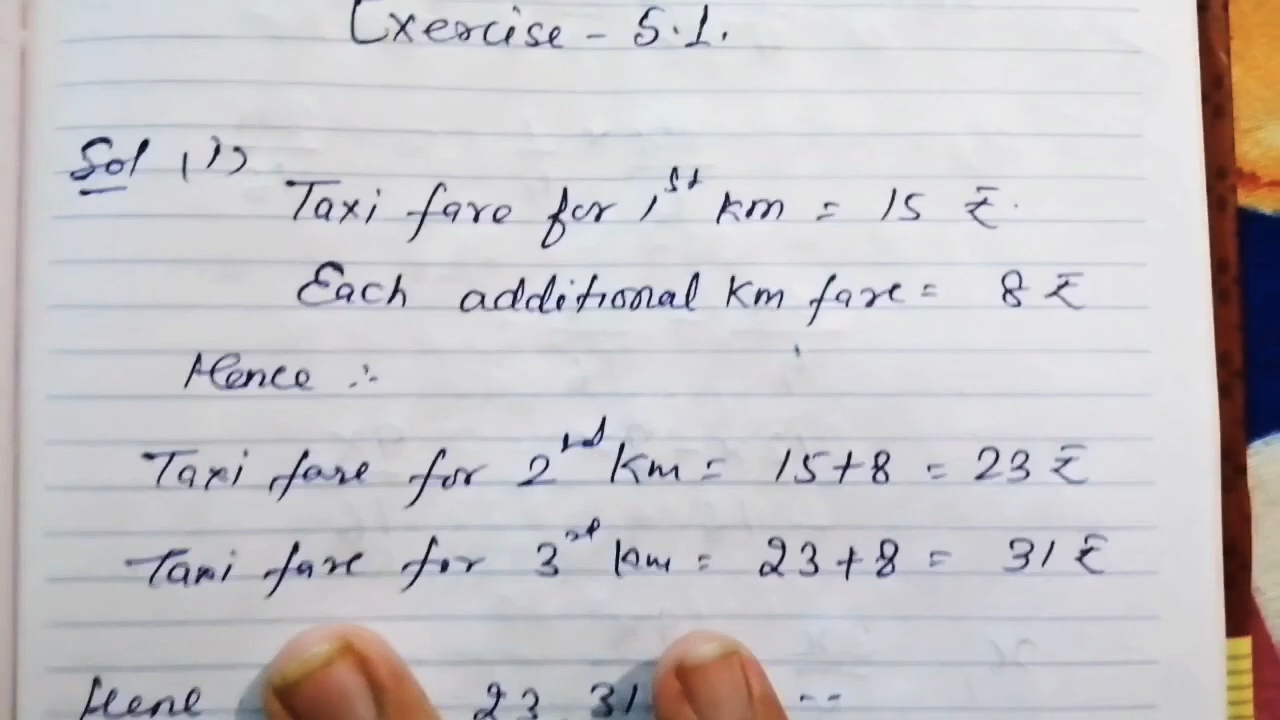 Exercise - 5.1.
Sol (1)
Taxi fare for 1st km = 15 ₹.
Each additional km fare = 8 ₹
Hence ∴
Taxi fare for 2nd km = 15+8 = 23 ₹
Taxi fare for 3rd km = 23+8 = 31 ₹
Hene 23, 31 --